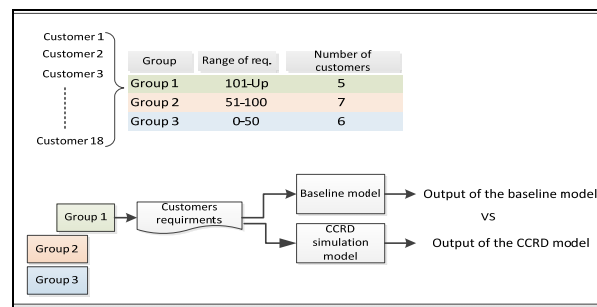 Customer 1
Customer 2
Customer 3
Customer 18
Group Range of req. Number of customers
Group 1 101-Up 5
Group 2 51-100 7
Group 3 0-50 6
Group 1
Group 2
Group 3
Customers
requirments
Baseline model
CCRD
simulation
model
Output of the baseline model
VS
Output of the CCRD model